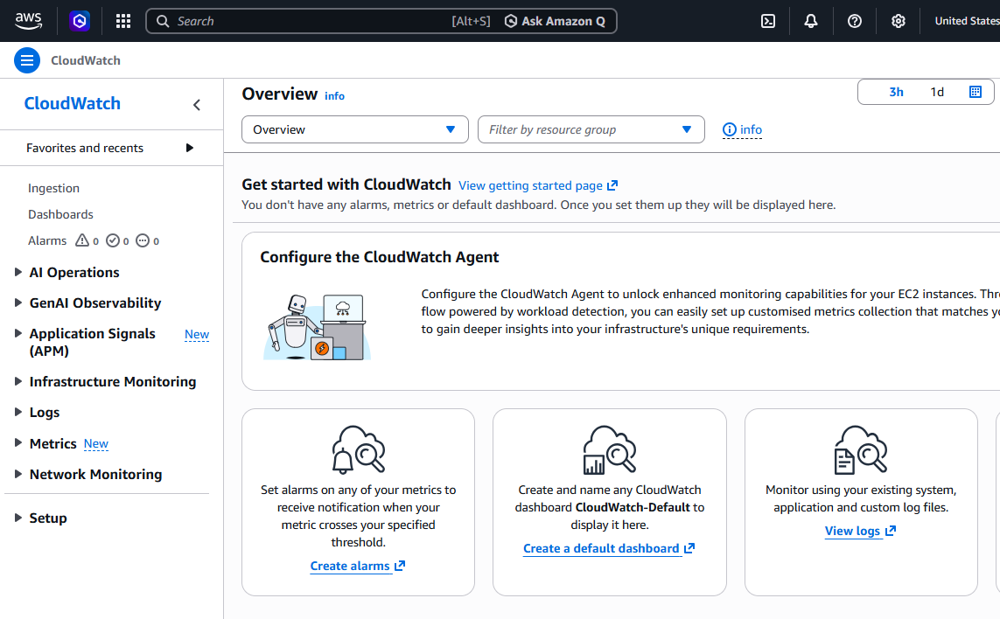 aws
Search [Alt+S] Ask Amazon Q
United States
CloudWatch
CloudWatch
Favorites and recents
Ingestion
Dashboards
Alarms 0 0 0
AI Operations
GenAI Observability
Application Signals New
(APM)
Infrastructure Monitoring
Logs
Metrics New
Network Monitoring
Setup
Overview info
3h 1d
Overview
Filter by resource group
info
Get started with CloudWatch View getting started page
You don't have any alarms, metrics or default dashboard. Once you set them up they will be displayed here.
Configure the CloudWatch Agent
Configure the CloudWatch Agent to unlock enhanced monitoring capabilities for your EC2 instances.
flow powered by workload detection, you can easily set up customised metrics collection that matches
to gain deeper insights into your infrastructure's unique requirements.
Set alarms on any of your metrics to
receive notification when your
metric crosses your specified
threshold.
Create alarms
Create and name any CloudWatch
dashboard CloudWatch-Default to
display it here.
Create a default dashboard
Monitor using your existing system,
application and custom log files.
View logs